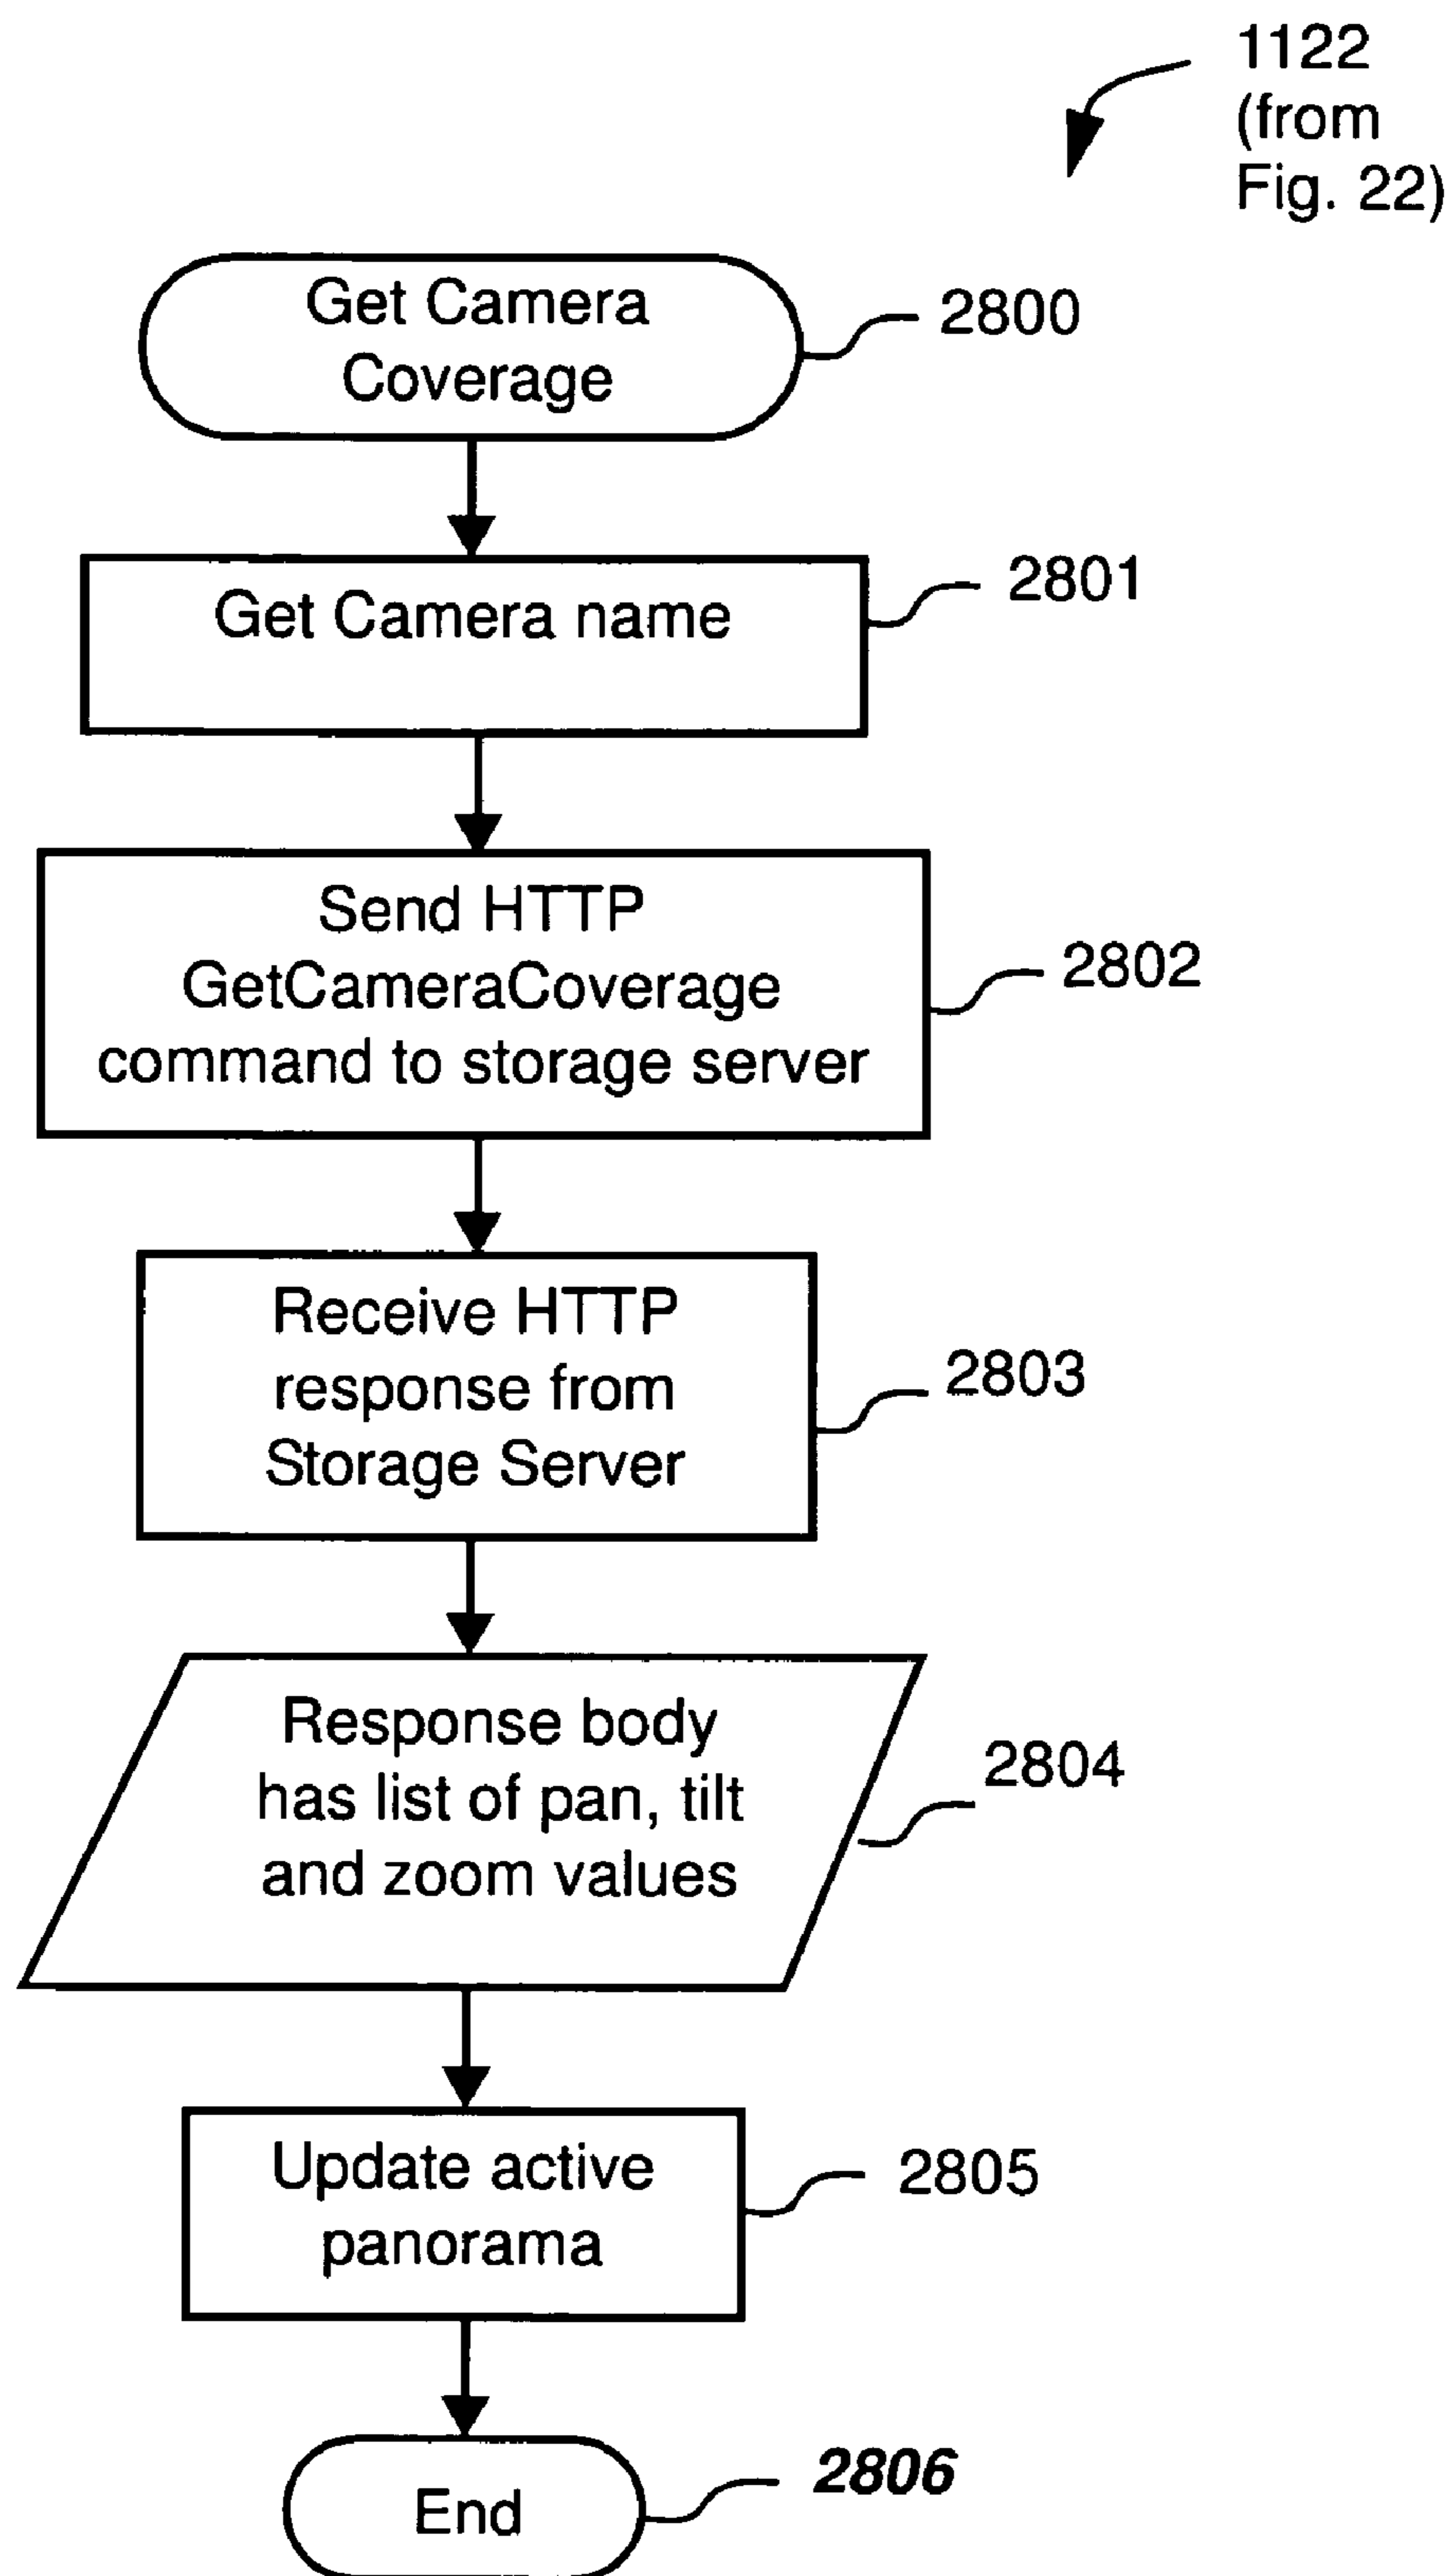 1122
(from
Fig. 22)
Get Camera
Coverage
2800
Get Camera name
2801
Send HTTP
GetCameraCoverage
command to storage server
2802
Receive HTTP
response from
Storage Server
2803
Response body
has list of pan, tilt
and zoom values
2804
Update active
panorama
2805
End
2806